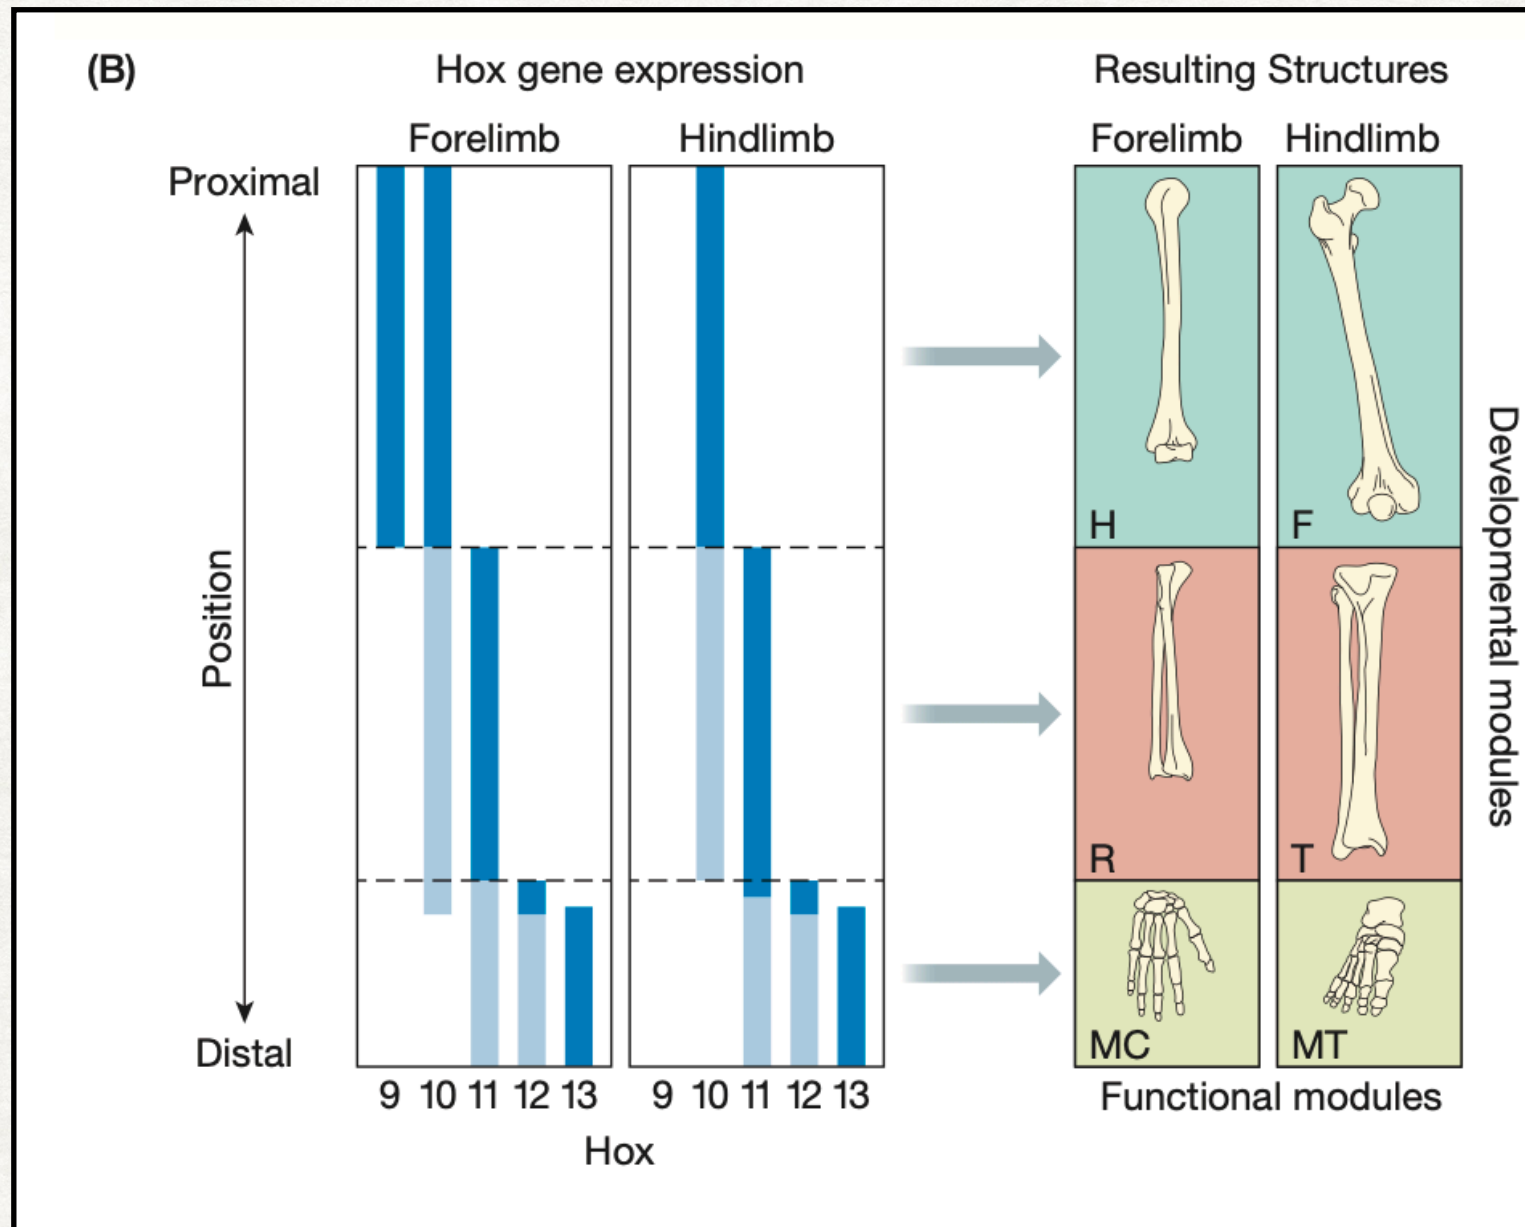 (B)
Hox gene expression
Resulting Structures
Forelimb
Hindlimb
Forelimb
Hindlimb
Proximal
Position
Distal
H
F
R
T
MC
MT
Developmental modules
9 10 11 12 13
9 10 11 12 13
Functional modules
Hox